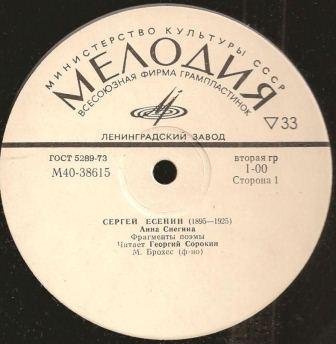 МИНИСТЕРСТВО КУЛЬТУРЫ СССР
МЕЛОДИЯ
ВСЕСОЮЗНАЯ ФИРМА ГРАМПЛАСТИНОК
ЛЕНИНГРАДСКИЙ ЗАВОД
▽33
ГОСТ 5289-73
М40-38615
вторая гр
1-00
Сторона 1
СЕРГЕЙ ЕСЕНИН (1895—1925)
Анна Снегина
Фрагменты поэмы
Читает Георгий Сорокин
М. Брохес (ф-но)